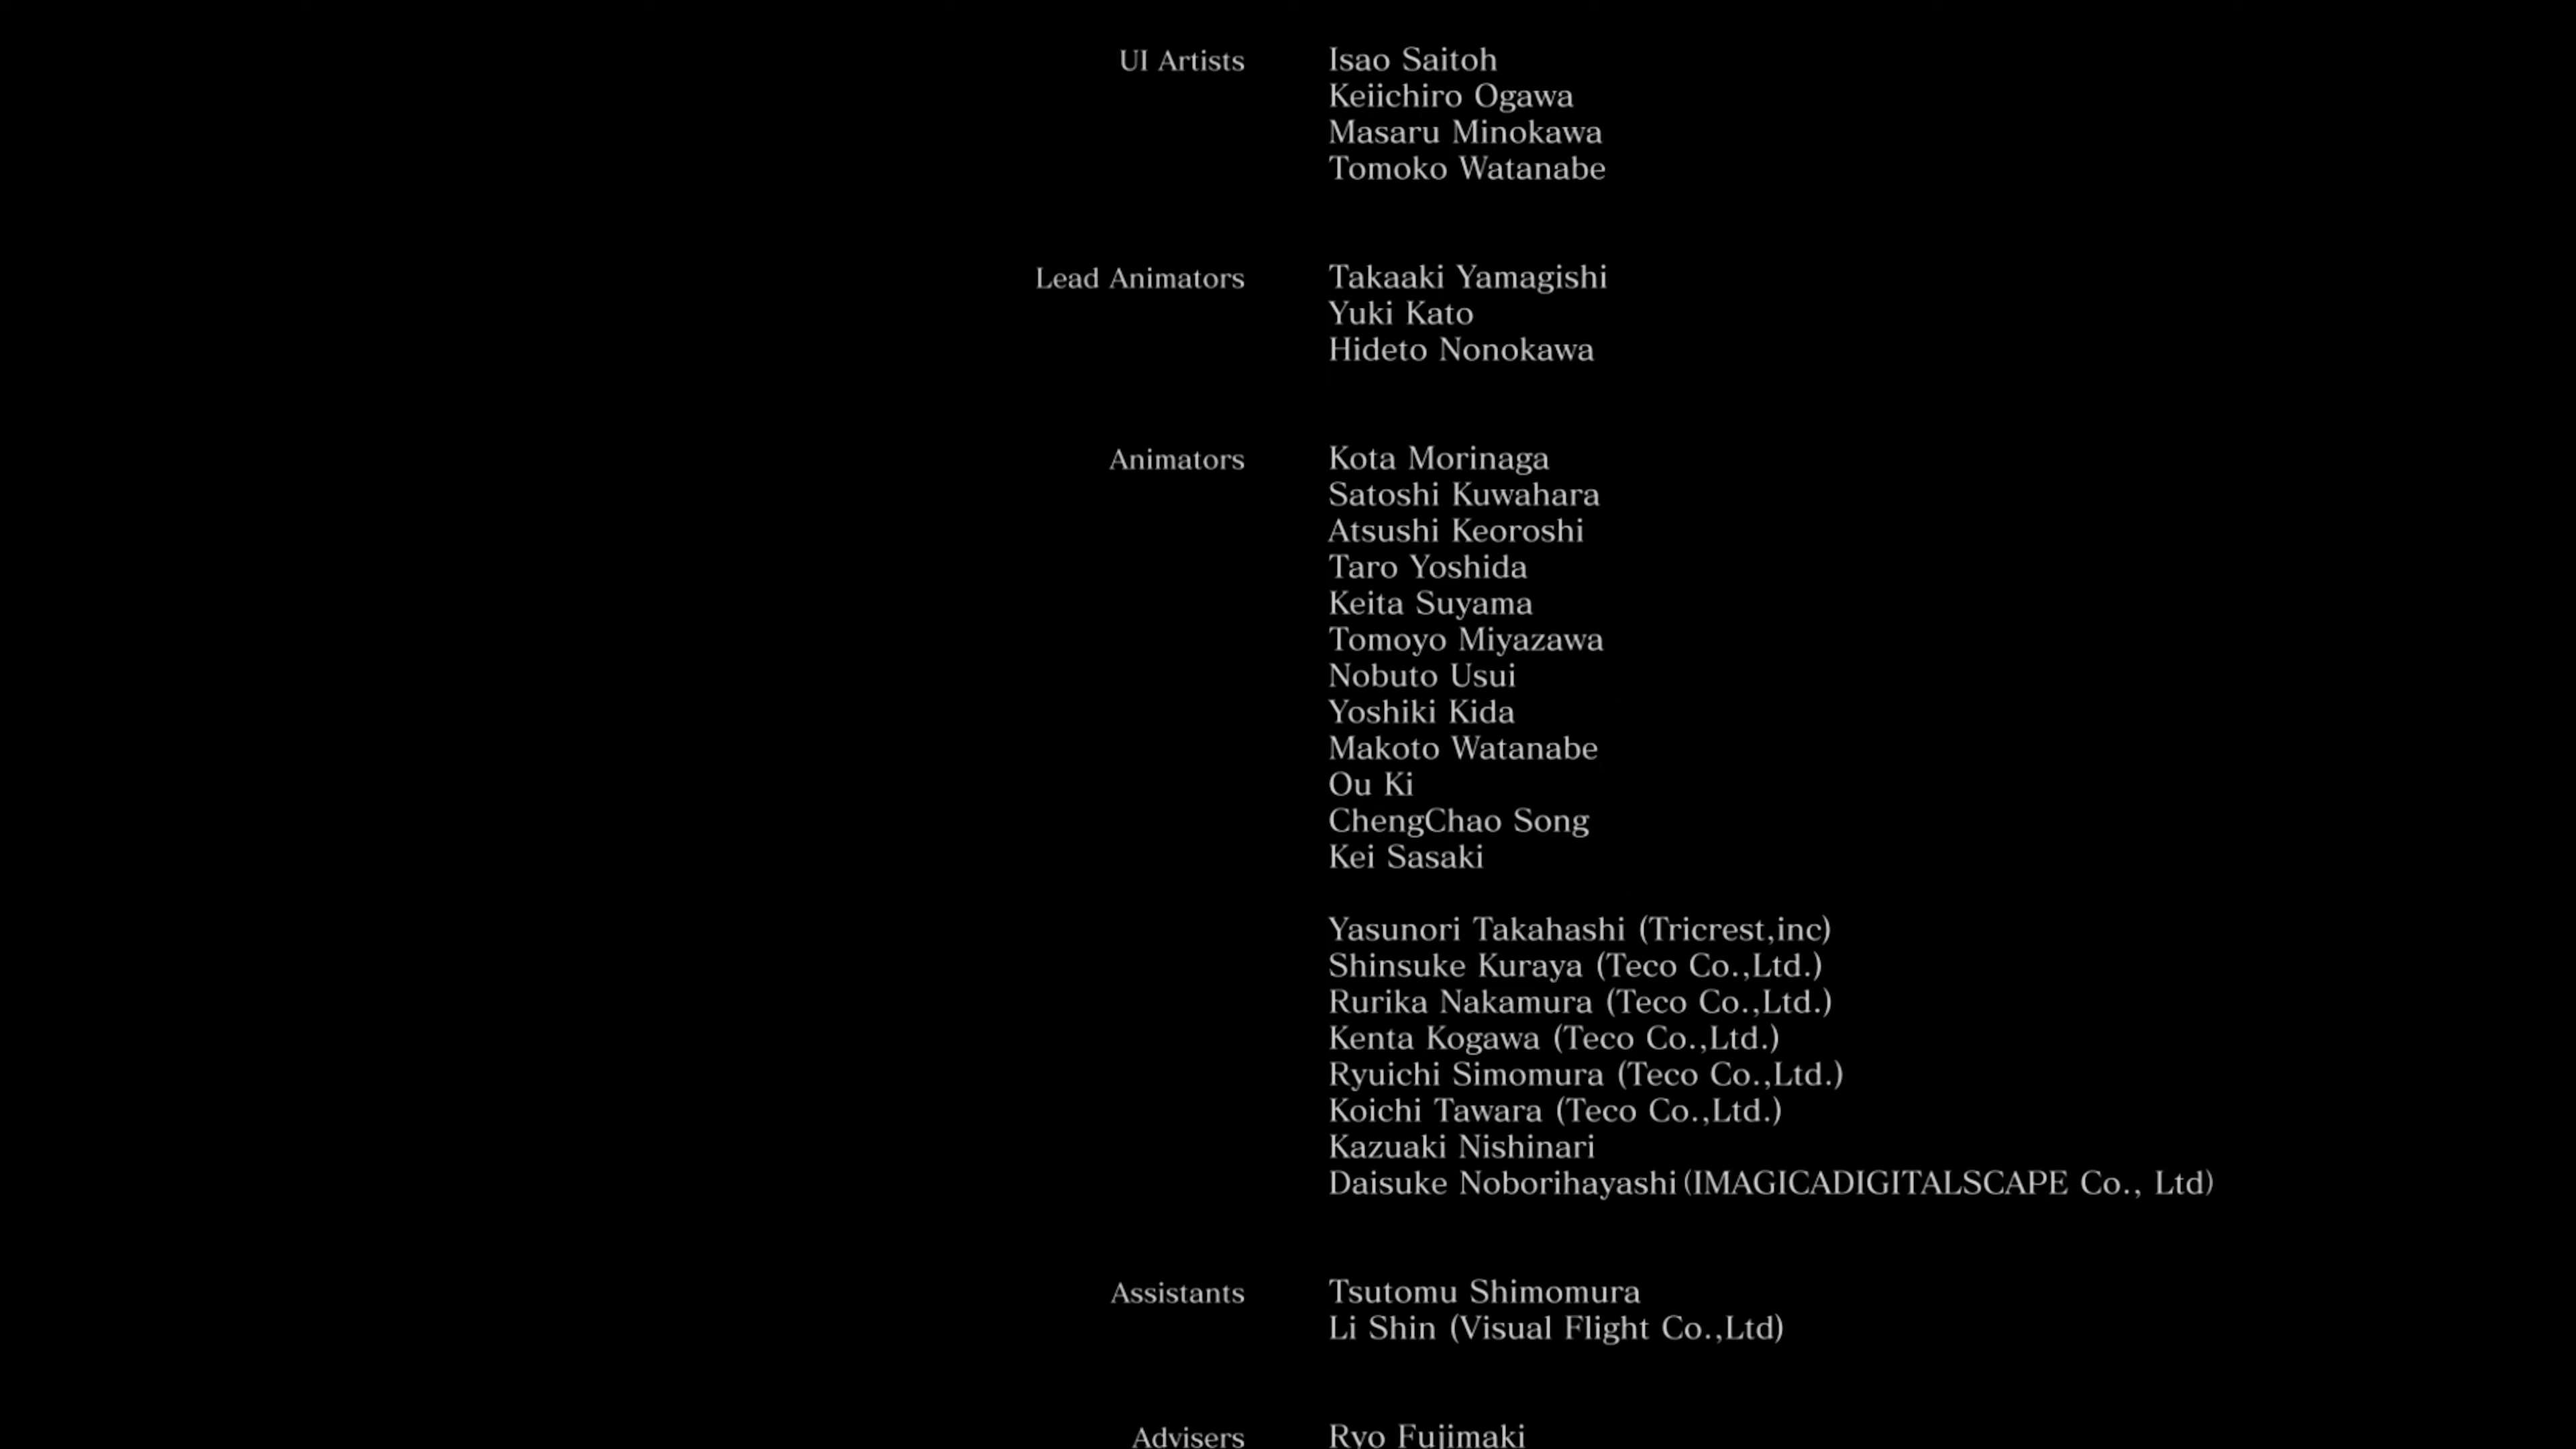 UI Artists Isao Saitoh
Keiichiro Ogawa
Masaru Minokawa
Tomoko Watanabe
Lead Animators Takaaki Yamagishi
Yuki Kato
Hideto Nonokawa
Animators Kota Morinaga
Satoshi Kuwahara
Atsushi Keoroshi
Taro Yoshida
Keita Suyama
Tomoyo Miyazawa
Nobuto Usui
Yoshiki Kida
Makoto Watanabe
Ou Ki
ChengChao Song
Kei Sasaki
Yasunori Takahashi (Tricrest,inc)
Shinsuke Kuraya (Teco Co.,Ltd.)
Rurika Nakamura (Teco Co.,Ltd.)
Kenta Kogawa (Teco Co.,Ltd.)
Ryuichi Simomura (Teco Co.,Ltd.)
Koichi Tawara (Teco Co.,Ltd.)
Kazuaki Nishinari
Daisuke Noborihayashi (IMAGICADIGITALSCAPE Co., Ltd)
Assistants Tsutomu Shimomura
Li Shin (Visual Flight Co.,Ltd)
Advisers Ryo Fujimaki